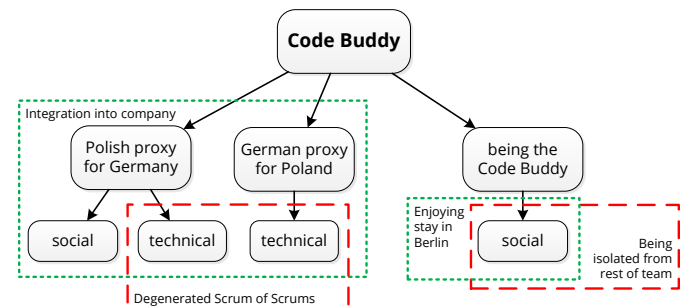 Code Buddy
Integration into company
Polish proxy
for Germany
German proxy
for Poland
being the
Code Buddy
social
technical
technical
Enjoying
stay in
Berlin
social
Being
isolated from
rest of team
Degenerated Scrum of Scrums